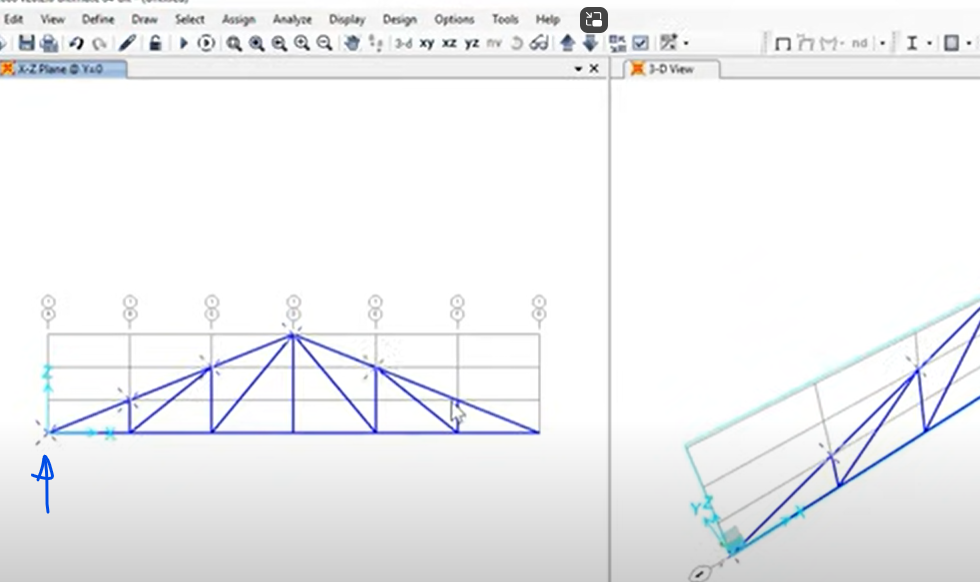 Edit View Define Draw Select Assign Analyze Display Design Options Tools Help
3-d xy xz yz nv nd
X-Z Plane @ Y=0
3-D View
Z
X
Z
Y
X